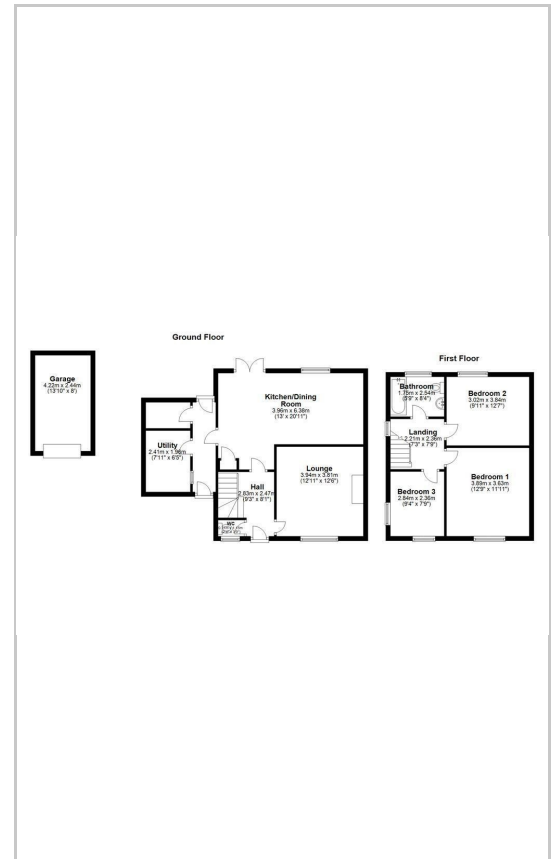 Ground Floor
Garage
4.22m x 2.44m
(13'10" x 8')
Kitchen/Dining
Room
3.96m x 6.38m
(13' x 20'11")
Utility
2.41m x 1.98m
(7'11" x 6'6")
Lounge
3.94m x 3.81m
(12'11" x 12'6")
Hall
2.83m x 2.47m
(9'3" x 8'1")
WC
First Floor
Bathroom
1.75m x 2.54m
(5'9" x 8'4")
Bedroom 2
3.02m x 3.84m
(9'11" x 12'7")
Landing
2.21m x 2.36m
(7'3" x 7'9")
Bedroom 1
3.89m x 3.63m
(12'9" x 11'11")
Bedroom 3
2.84m x 2.36m
(9'4" x 7'9")